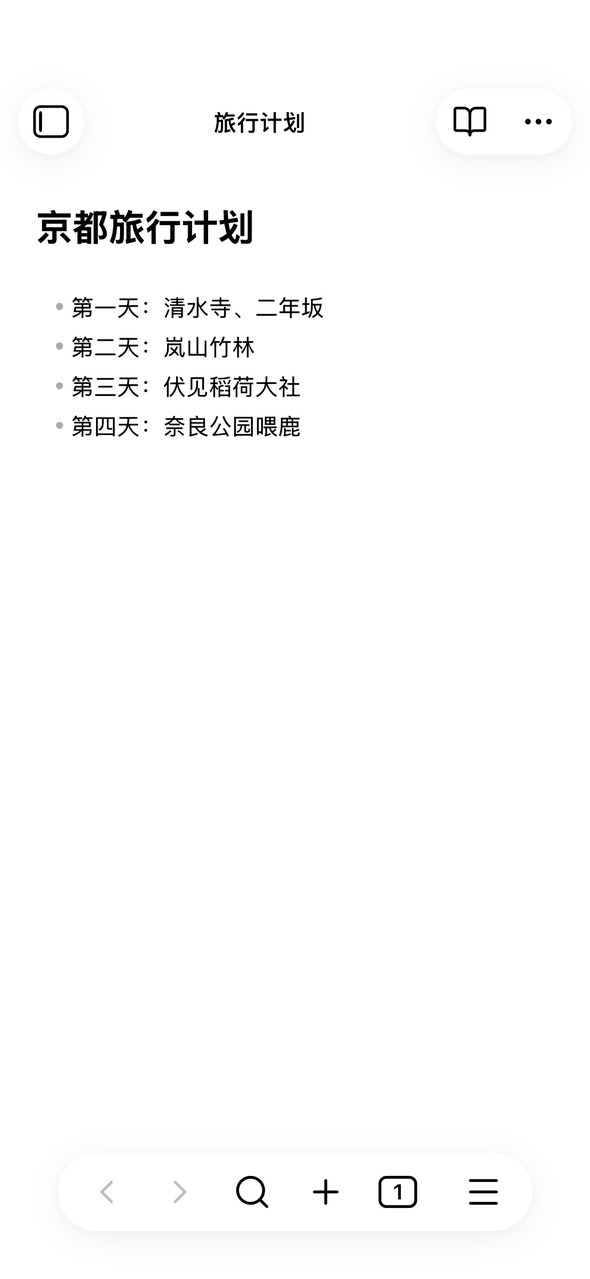 旅行计划
京都旅行计划
第一天：清水寺、二年坂
第二天：岚山竹林
第三天：伏见稻荷大社
第四天：奈良公园喂鹿
1